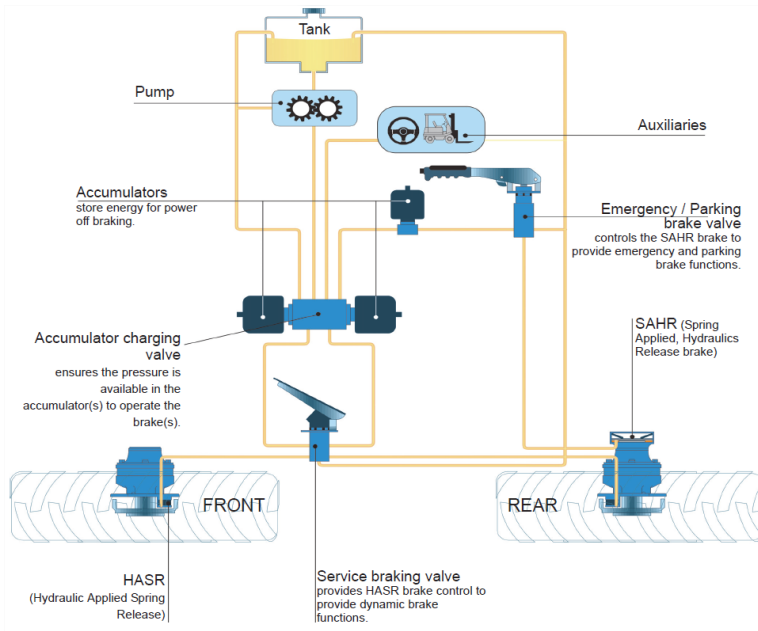 Tank
Pump
Auxiliaries
Accumulators
store energy for power
off braking.
Emergency / Parking
brake valve
controls the SAHR brake to
provide emergency and parking
brake functions.
Accumulator charging
valve
ensures the pressure is
available in the
accumulator(s) to operate the
brake(s).
SAHR (Spring
Applied, Hydraulics
Release brake)
FRONT
REAR
HASR
(Hydraulic Applied Spring
Release)
Service braking valve
provides HASR brake control to
provide dynamic brake
functions.